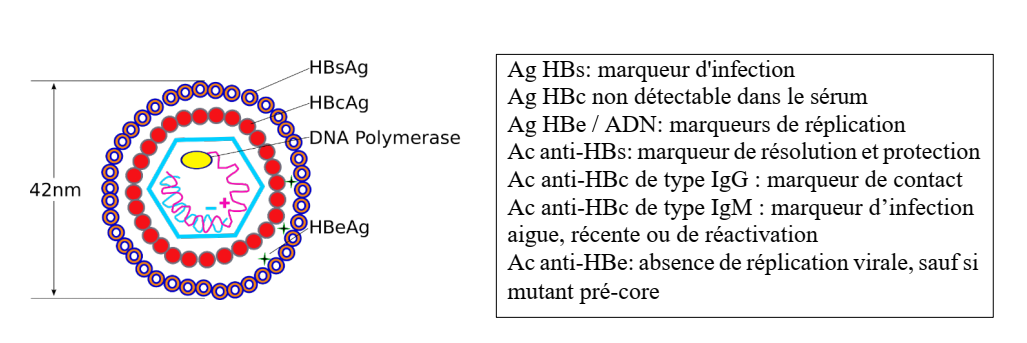 HBsAg
HBcAg
DNA Polymerase
42nm
HBeAg
Ag HBs: marqueur d'infection
Ag HBc non détectable dans le sérum
Ag HBe / ADN: marqueurs de réplication
Ac anti-HBs: marqueur de résolution et protection
Ac anti-HBc de type IgG : marqueur de contact
Ac anti-HBc de type IgM : marqueur d’infection
aigue, récente ou de réactivation
Ac anti-HBe: absence de réplication virale, sauf si
mutant pré-core